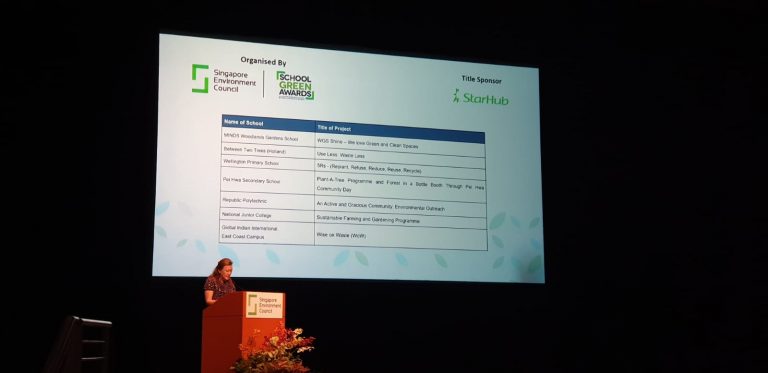 Organised By
Singapore
Environment
Council
SCHOOL
GREEN
AWARDS
Title Sponsor
StarHub
Name of School
Title of Project
MINDS Woodlands Gardens School
WGS Shine – We love Green and Clean Spaces
Between Two Trees (Holland)
Use Less, Waste Less
Wellington Primary School
5Rs - (Repair, Refuse, Reduce, Reuse, Recycle)
Pei Hwa Secondary School
Plant-A-Tree Programme and Forest in a Bottle Booth Through Pei Hwa
Community Day
Republic Polytechnic
An Active and Gracious Community: Environmental Outreach
National Junior College
Sustainable Farming and Gardening Programme
Global Indian International
East Coast Campus
on Waste (WoW)
Singapore
Environment
Council